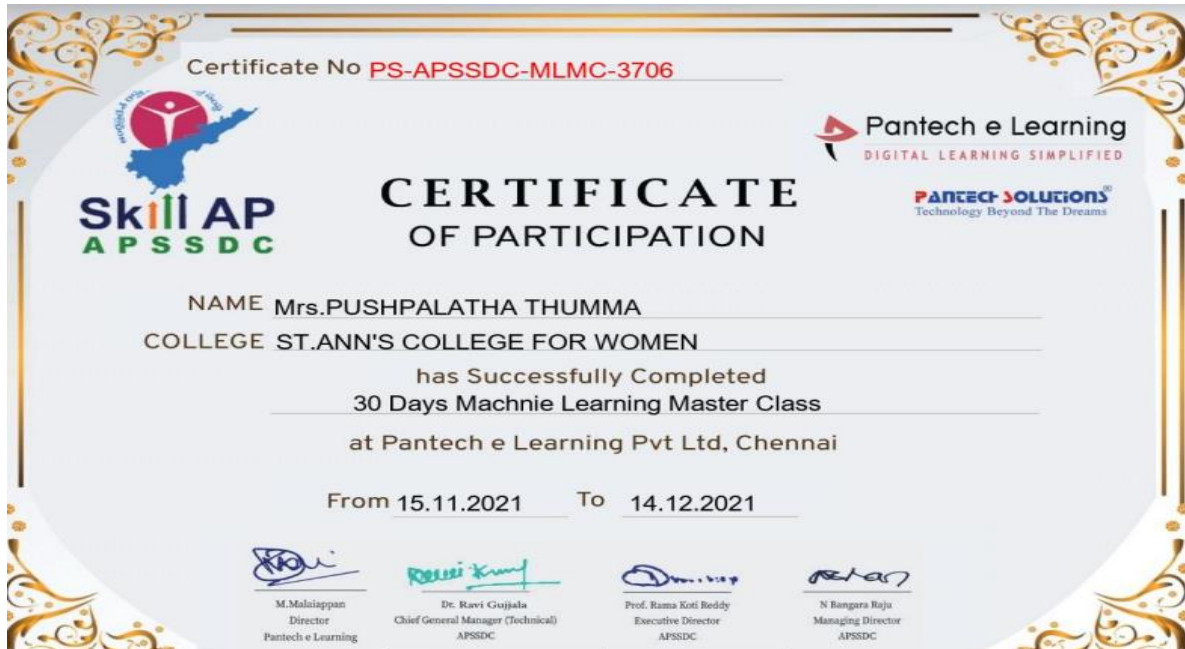 Certificate No PS-APSSDC-MLMC-3706
Pantech e Learning
DIGITAL LEARNING SIMPLIFIED
PANTECH SOLUTIONS®
Technology Beyond The Dreams
Skill AP
APSSDC
CERTIFICATE
OF PARTICIPATION
NAME Mrs.PUSHPALATHA THUMMA
COLLEGE ST.ANN'S COLLEGE FOR WOMEN
has Successfully Completed
30 Days Machnie Learning Master Class
at Pantech e Learning Pvt Ltd, Chennai
From 15.11.2021 To 14.12.2021
M.Malaiappan Dr. Ravi Gujjala Prof. Rama Koti Reddy N Bangara Raju
Director Chief General Manager (Technical) Executive Director Managing Director
Pantech e Learning APSSDC APSSDC APSSDC